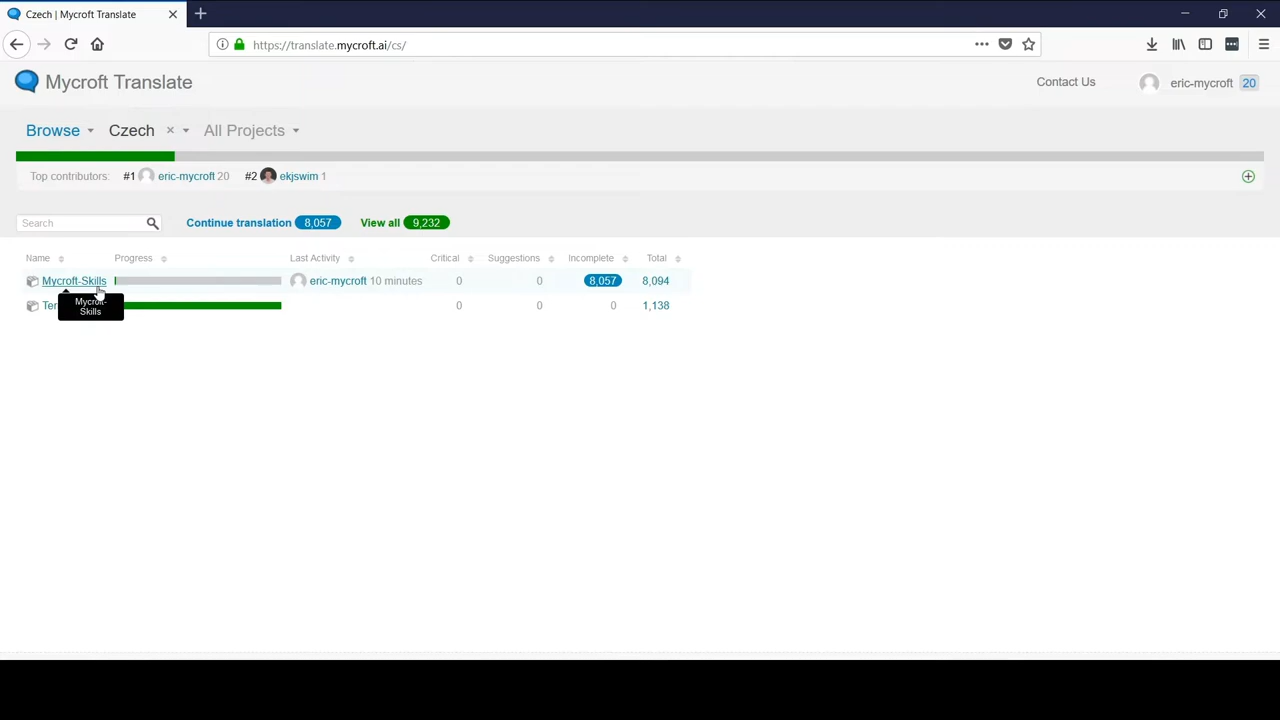 Czech | Mycroft Translate
https://translate.mycroft.ai/cs/
Mycroft Translate
Contact Us
eric-mycroft 20
Browse Czech × All Projects
Top contributors: #1 eric-mycroft 20 #2 ekjswim 1
Search
Continue translation 8,057
View all 9,232
Name Progress Last Activity Critical Suggestions Incomplete Total
Mycroft-Skills eric-mycroft 10 minutes 0 0 8,057 8,094
0 0 0 1,138
Mycroft-
Skills